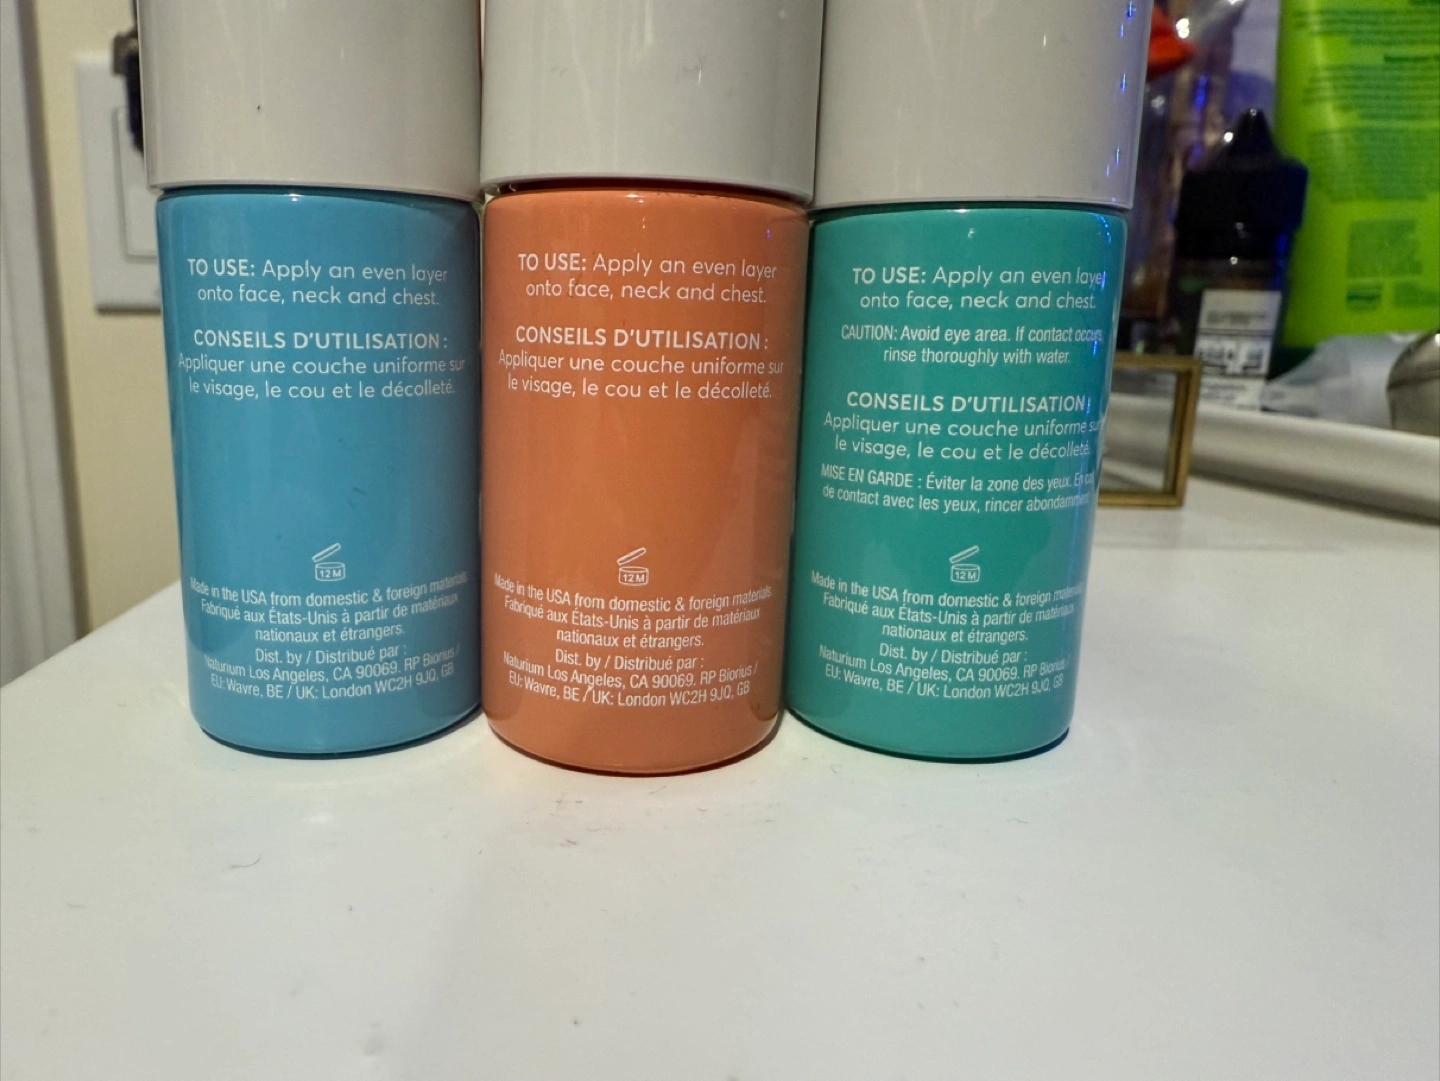 TO USE: Apply an even layer
onto face, neck and chest.
CONSEILS D'UTILISATION :
Appliquer une couche uniforme sur
le visage, le cou et le décolleté.
12 M
Made in the USA from domestic & foreign materials.
Fabriqué aux États-Unis à partir de matériaux
nationaux et étrangers.
Dist. by / Distribué par :
Naturium Los Angeles, CA 90069. RP Biorius /
EU: Wavre, BE / UK: London WC2H 9JQ, GB
TO USE: Apply an even layer
onto face, neck and chest.
CONSEILS D'UTILISATION :
Appliquer une couche uniforme sur
le visage, le cou et le décolleté.
12 M
Made in the USA from domestic & foreign materials.
Fabriqué aux États-Unis à partir de matériaux
nationaux et étrangers.
Dist. by / Distribué par :
Naturium Los Angeles, CA 90069. RP Biorius /
EU: Wavre, BE / UK: London WC2H 9JQ, GB
TO USE: Apply an even laye
onto face, neck and chest.
CAUTION: Avoid eye area. If contact occurs,
rinse thoroughly with water.
CONSEILS D'UTILISATION :
Appliquer une couche uniforme sur
le visage, le cou et le décolleté.
MISE EN GARDE : Éviter la zone des yeux. En ca
de contact avec les yeux, rincer abondamment
12 M
Made in the USA from domestic & foreign materials.
Fabriqué aux États-Unis à partir de matériaux
nationaux et étrangers.
Dist. by / Distribué par :
Naturium Los Angeles, CA 90069. RP Biorius /
EU: Wavre, BE / UK: London WC2H 9JQ, GB